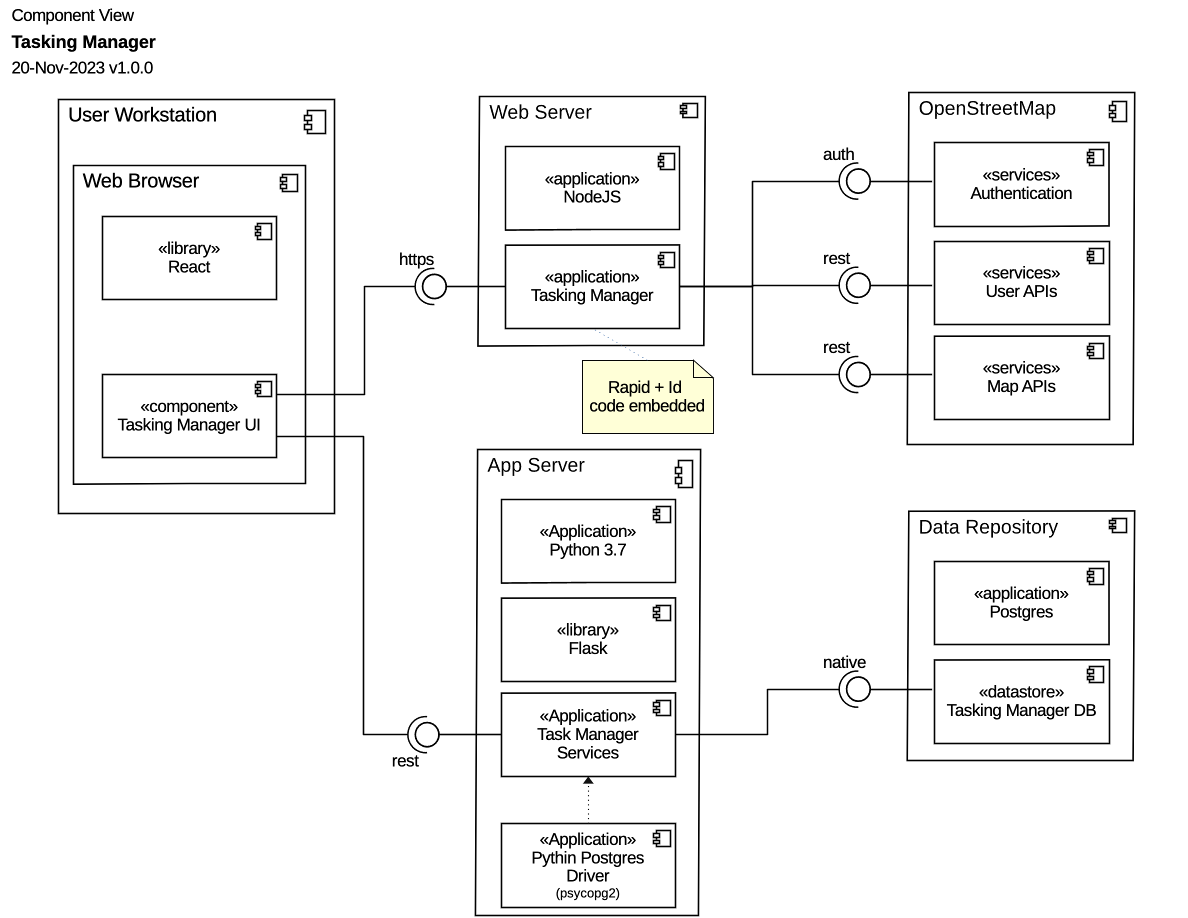 Component View
Tasking Manager
20-Nov-2023 v1.0.0
User Workstation
Web Browser
«library»
React
«component»
Tasking Manager UI
https
rest
Web Server
«application»
NodeJS
«application»
Tasking Manager
Rapid + Id
code embedded
App Server
«Application»
Python 3.7
«library»
Flask
«Application»
Task Manager
Services
«Application»
Pythin Postgres
Driver
(psycopg2)
auth
rest
rest
native
OpenStreetMap
«services»
Authentication
«services»
User APIs
«services»
Map APIs
Data Repository
«application»
Postgres
«datastore»
Tasking Manager DB